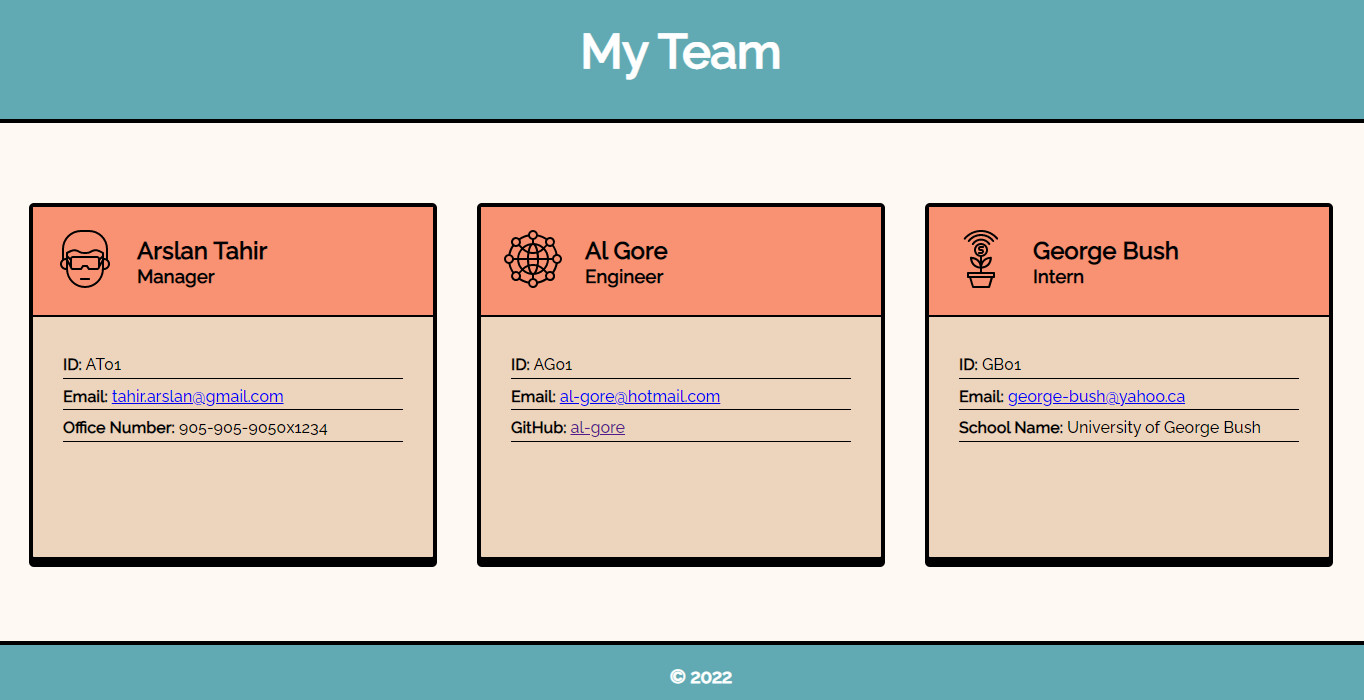 My Team
Arslan Tahir
Manager
ID: AT01
Email: tahir.arslan@gmail.com
Office Number: 905-905-9050x1234
Al Gore
Engineer
ID: AG01
Email: al-gore@hotmail.com
GitHub: al-gore
$
George Bush
Intern
ID: GB01
Email: george-bush@yahoo.ca
School Name: University of George Bush
© 2022